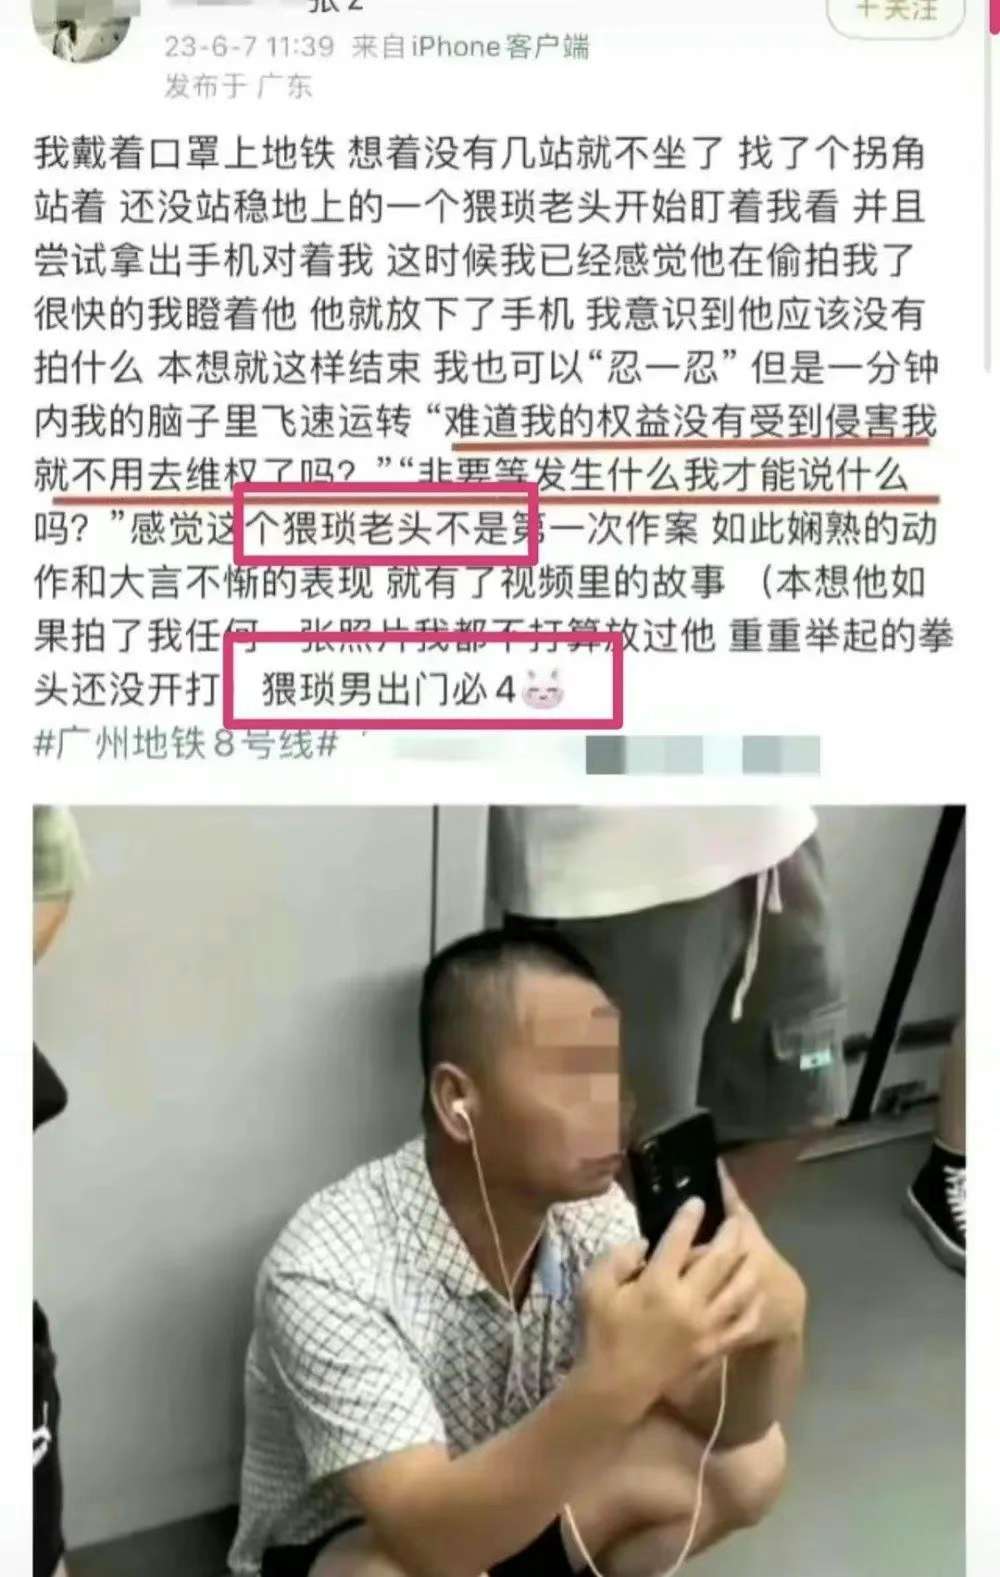 张2
十关注
23-6-7 11:39 来自iPhone客户端
发布于 广东
我戴着口罩上地铁 想着没有几站就不坐了 找了个拐角
站着 还没站稳地上的一个猥琐老头开始盯着我看 并且
尝试拿出手机对着我 这时候我已经感觉他在偷拍我了
很快的我瞪着他 他就放下了手机 我意识到他应该没有
拍什么 本想就这样结束 我也可以“忍一忍” 但是一分钟
内我的脑子里飞速运转 “难道我的权益没有受到侵害我
就不用去维权了吗？”“非要等发生什么我才能说什么
吗？”感觉这个猥琐老头不是第一次作案 如此娴熟的动
作和大言不惭的表现 就有了视频里的故事 （本想他如
果拍了我任何一张照片我都不打算放过他 重重举起的拳
头还没开打 猥琐男出门必4
#广州地铁8号线#